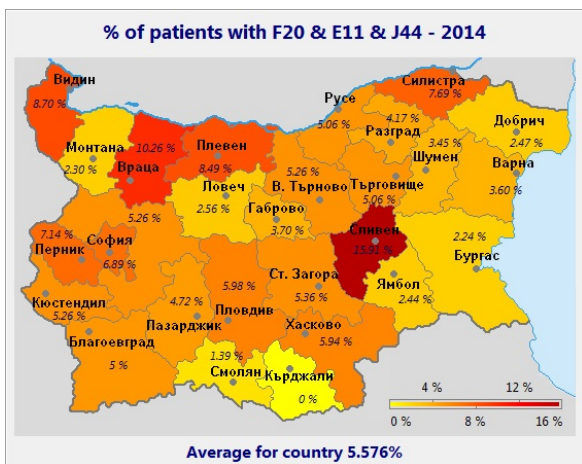 % of patients with F20 & E11 & J44 - 2014
Видин
8.70 %
Монтана
2.30 %
10.26 %
Враца
Плевен
8.49 %
Русе
5.06 %
Силистра
7.69 %
4.17 %
Разград
Добрич
2.47 %
3.45 %
Шумен
Варна
3.60 %
Ловеч
2.56 %
5.26 %
В. Търново
Търговище
5.06 %
Габрово
3.70 %
5.26 %
7.14 %
Перник
София
6.89 %
Сливен
15.91 %
2.24 %
Бургас
Ст. Загора
5.36 %
Ямбол
2.44 %
Кюстендил
5.26 %
4.72 %
Пазарджик
5.98 %
Пловдив
Хасково
5.94 %
Благоевград
5 %
1.39 %
Смолян
Кърджали
0 %
4 %
12 %
0 %
8 %
16 %
Average for country 5.576%